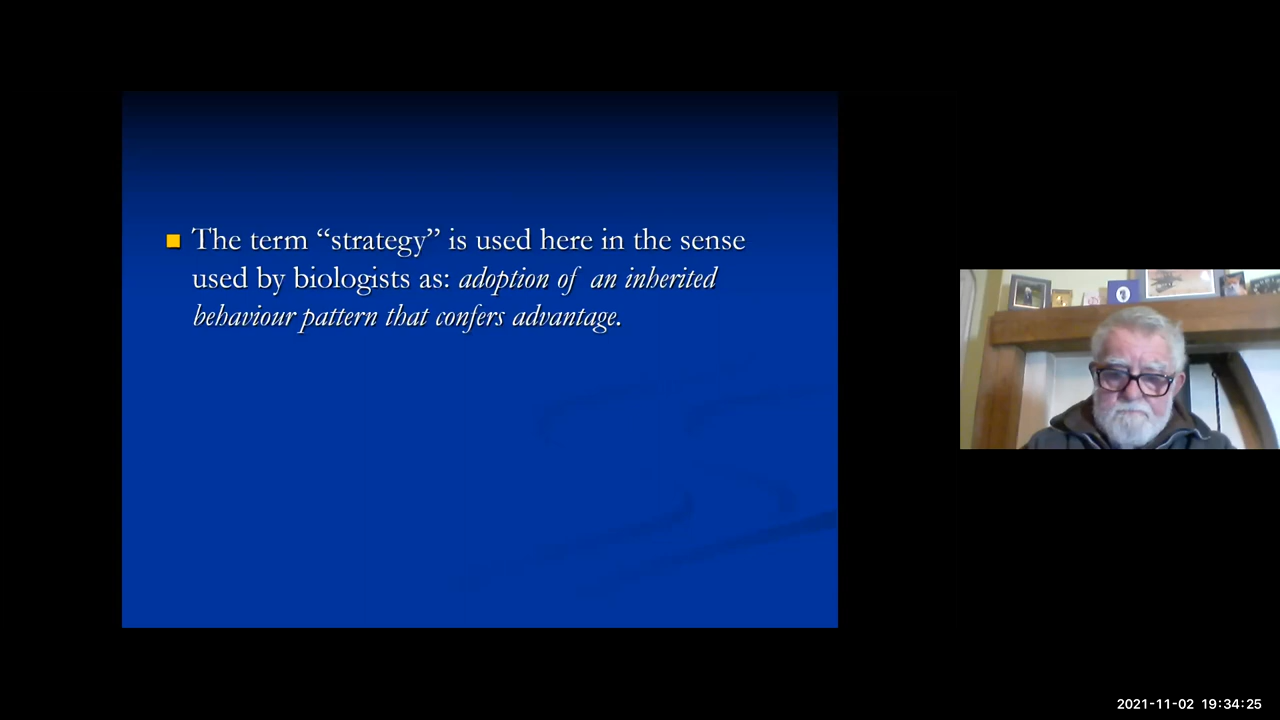 The term “strategy” is used here in the sense
used by biologists as: adoption of an inherited
behaviour pattern that confers advantage.
2021-11-02 19:34:25